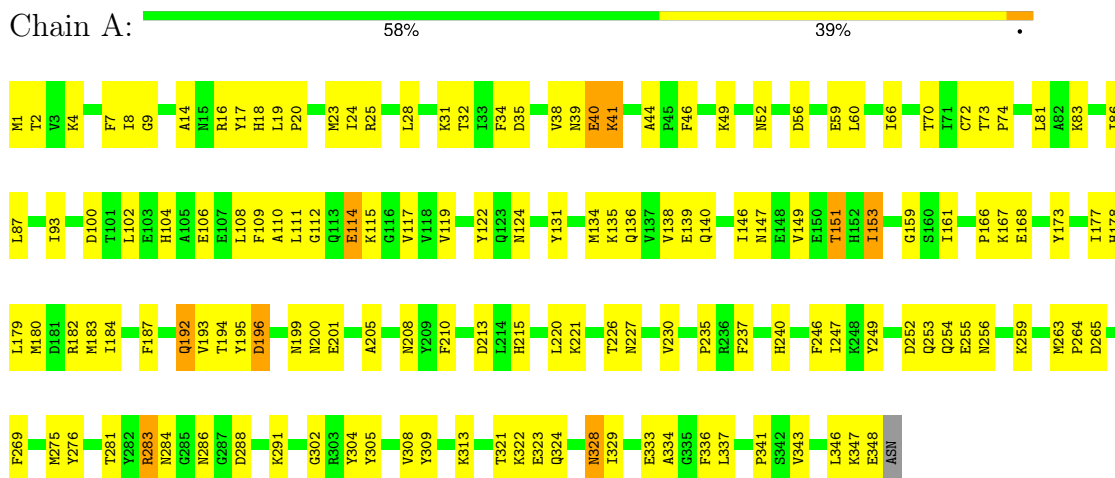 Chain A:
58% 39% •
M1 T2 V3 K4 F7 I8 G9 A14 N15 R16 Y17 H18 L19 P20 M23 I24 R25 L28 K31 T32 I33 F34 D35 V38 N39 E40 K41 A44 P45 F46 K49 N52 D56 E59 L60 I66 T70 I71 C72 T73 P74 L81 A82 K83 I86
L87 I93 D100 T101 L102 E103 H104 A105 E106 E107 L108 F109 A110 L111 G112 Q113 E114 K115 G116 V117 V118 V119 Y122 Q123 N124 Y131 M134 K135 Q136 V137 V138 E139 Q140 I146 N147 E148 V149 E150 T151 H152 I153 G159 S160 I161 P166 K167 E168 Y173 I177 H178
L179 M180 D181 R182 M183 I184 F187 Q192 V193 T194 Y195 D196 N199 N200 E201 A205 N208 Y209 F210 D213 L214 H215 L220 K221 T226 N227 V230 P235 R236 F237 H240 F246 I247 K248 Y249 D252 Q253 Q254 E255 N256 K259 M263 P264 D265
F269 M275 Y276 T281 Y282 R283 N284 G285 N286 G287 D288 K291 G302 R303 Y304 Y305 V308 Y309 K313 T321 K322 E323 Q324 N328 I329 E333 A334 G335 F336 L337 P341 S342 V343 L346 K347 E348 ASN